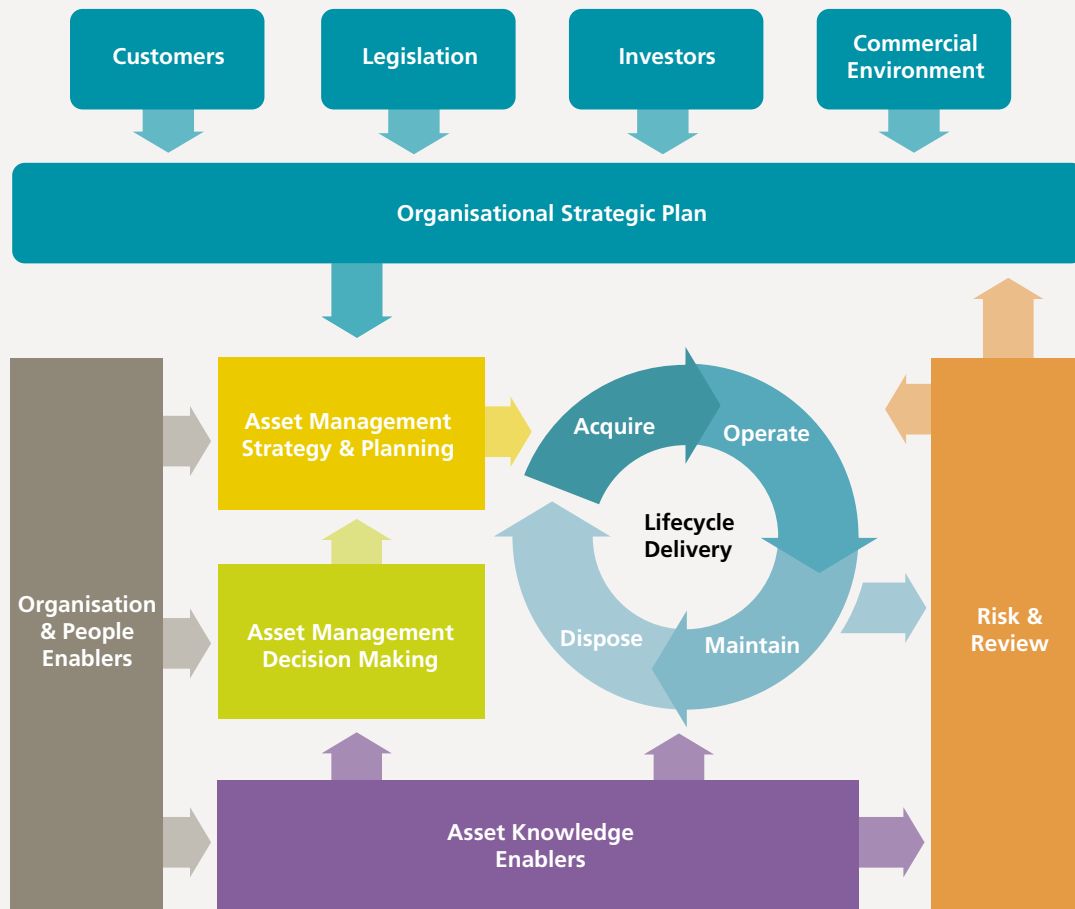 Customers
Legislation
Investors
Commercial
Environment
Organisational Strategic Plan
Asset Management
Strategy & Planning
Acquire
Operate
Lifecycle
Delivery
Organisation
& People
Enablers
Asset Management
Decision Making
Dispose
Maintain
Risk &
Review
Asset Knowledge
Enablers